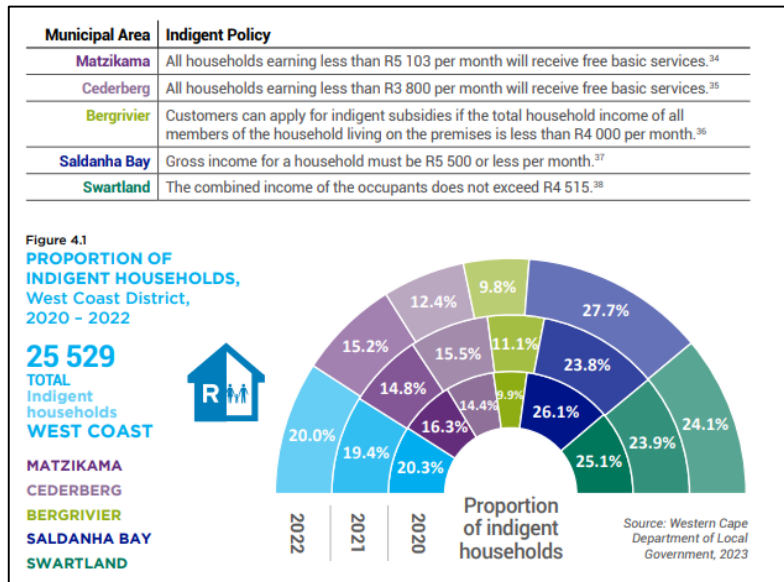 Municipal Area Indigent Policy
Matzikama All households earning less than R5 103 per month will receive free basic services.34
Cederberg All households earning less than R3 800 per month will receive free basic services.35
Bergrivier Customers can apply for indigent subsidies if the total household income of all
members of the household living on the premises is less than R4 000 per month.36
Saldanha Bay Gross income for a household must be R5 500 or less per month.37
Swartland The combined income of the occupants does not exceed R4 515.38
Figure 4.1
PROPORTION OF
INDIGENT HOUSEHOLDS,
West Coast District,
2020 – 2022
25 529
TOTAL
Indigent
households
WEST COAST
MATZIKAMA
CEDERBERG
BERGRIVIER
SALDANHA BAY
SWARTLAND
R
20.0% 15.2% 12.4% 9.8% 27.7% 24.1%
19.4% 14.8% 15.5% 11.1% 23.8% 23.9%
20.3% 16.3% 14.4% 9.9% 26.1% 25.1%
2022 2021 2020
Proportion
of indigent
households
Source: Western Cape
Department of Local
Government, 2023